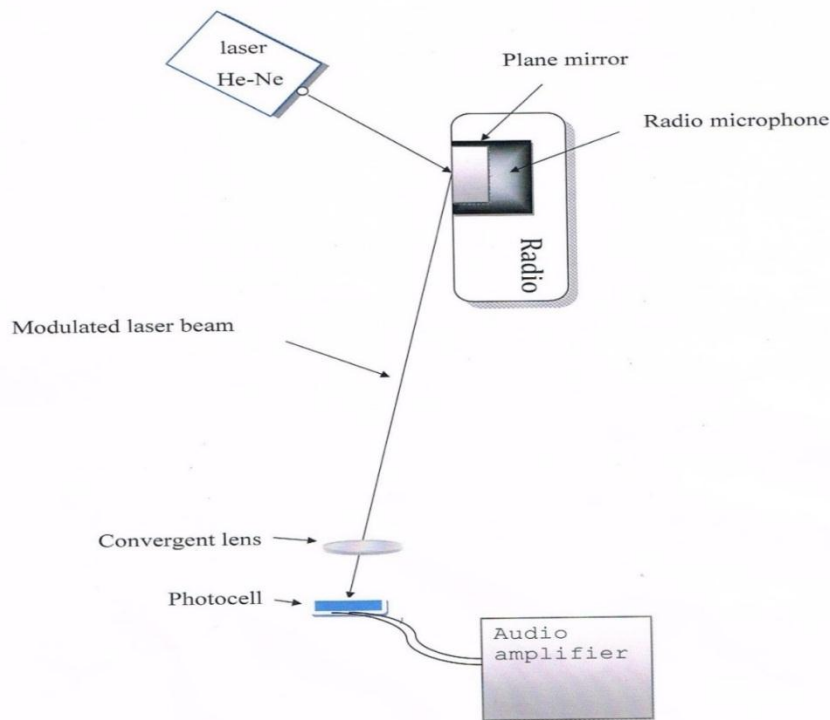 laser
He-Ne
Plane mirror
Radio microphone
Radio
Modulated laser beam
Convergent lens
Photocell
Audio
amplifier